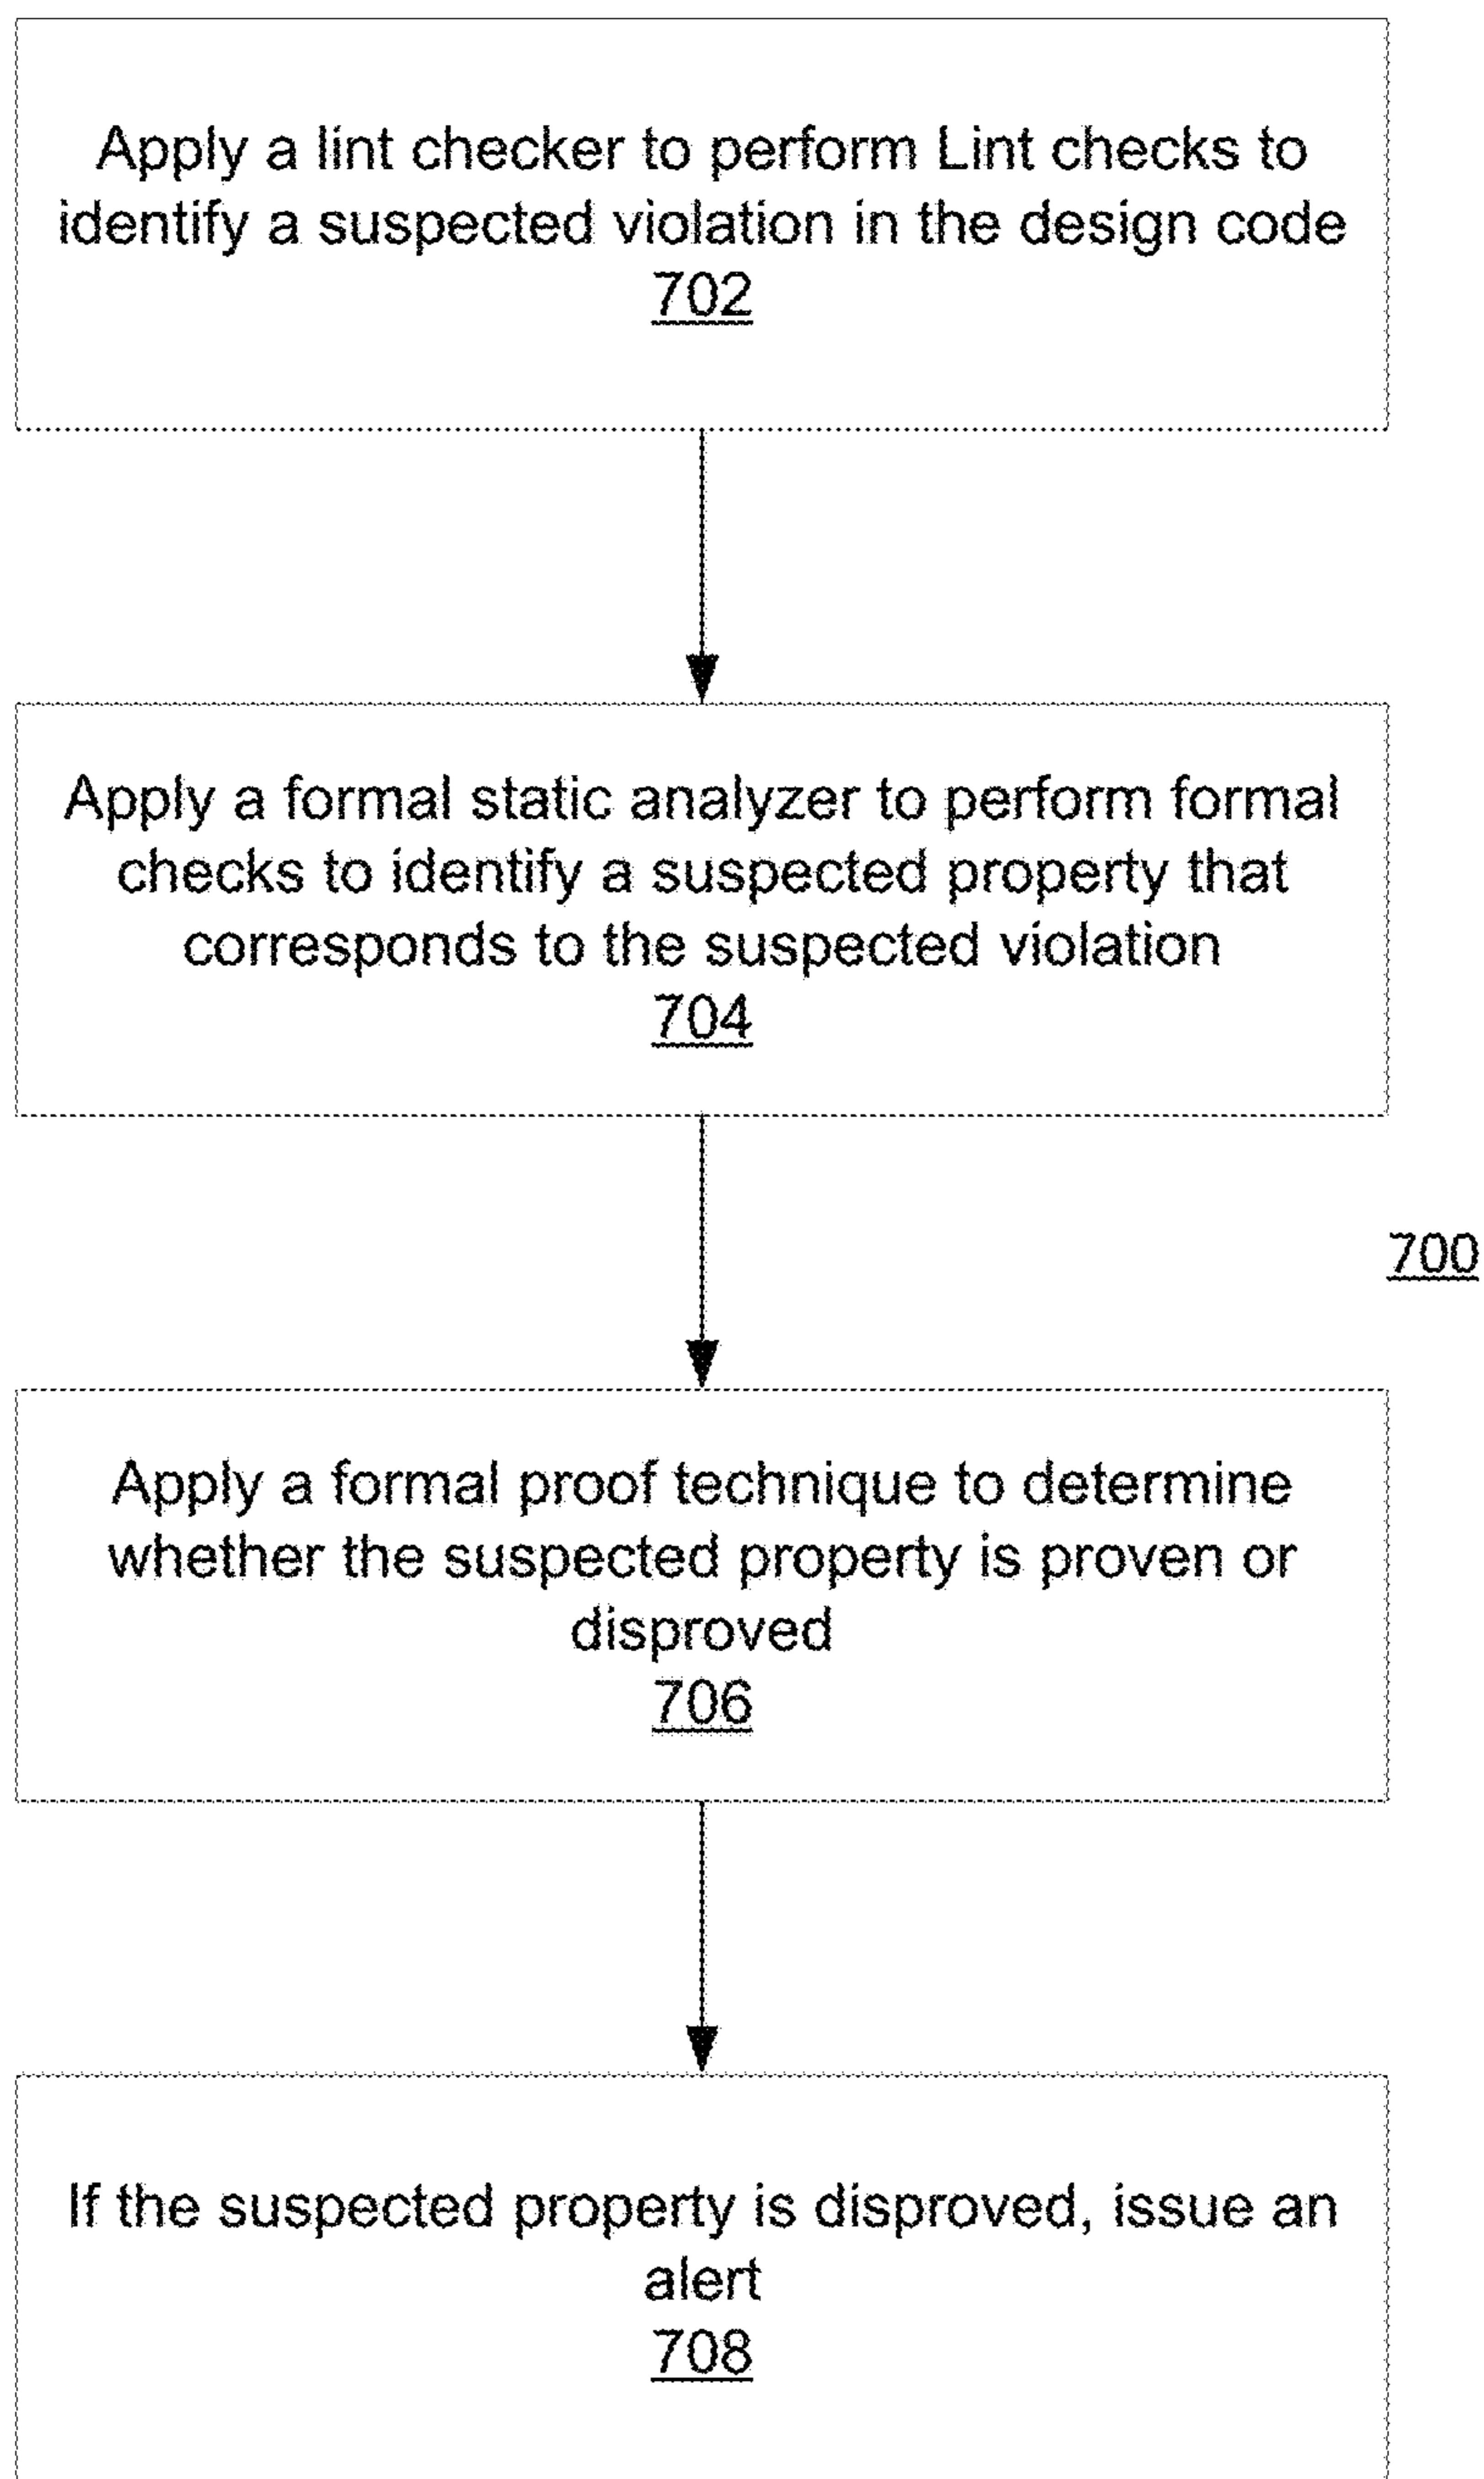 Apply a lint checker to perform Lint checks to
identify a suspected violation in the design code
702
Apply a formal static analyzer to perform formal
checks to identify a suspected property that
corresponds to the suspected violation
704
700
Apply a formal proof technique to determine
whether the suspected property is proven or
disproved
706
If the suspected property is disproved, issue an
alert
708